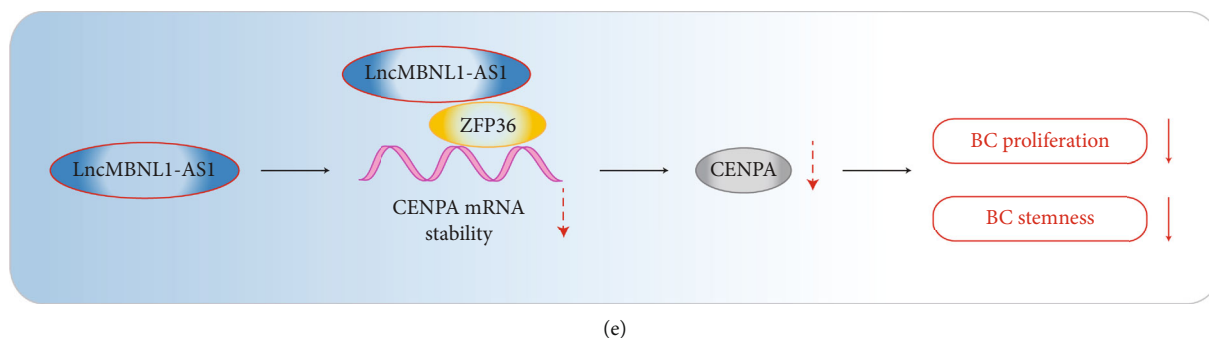 LncMBNL1-AS1
LncMBNL1-AS1
ZFP36
CENPA mRNA
stability
CENPA
BC proliferation
BC stemness
(e)